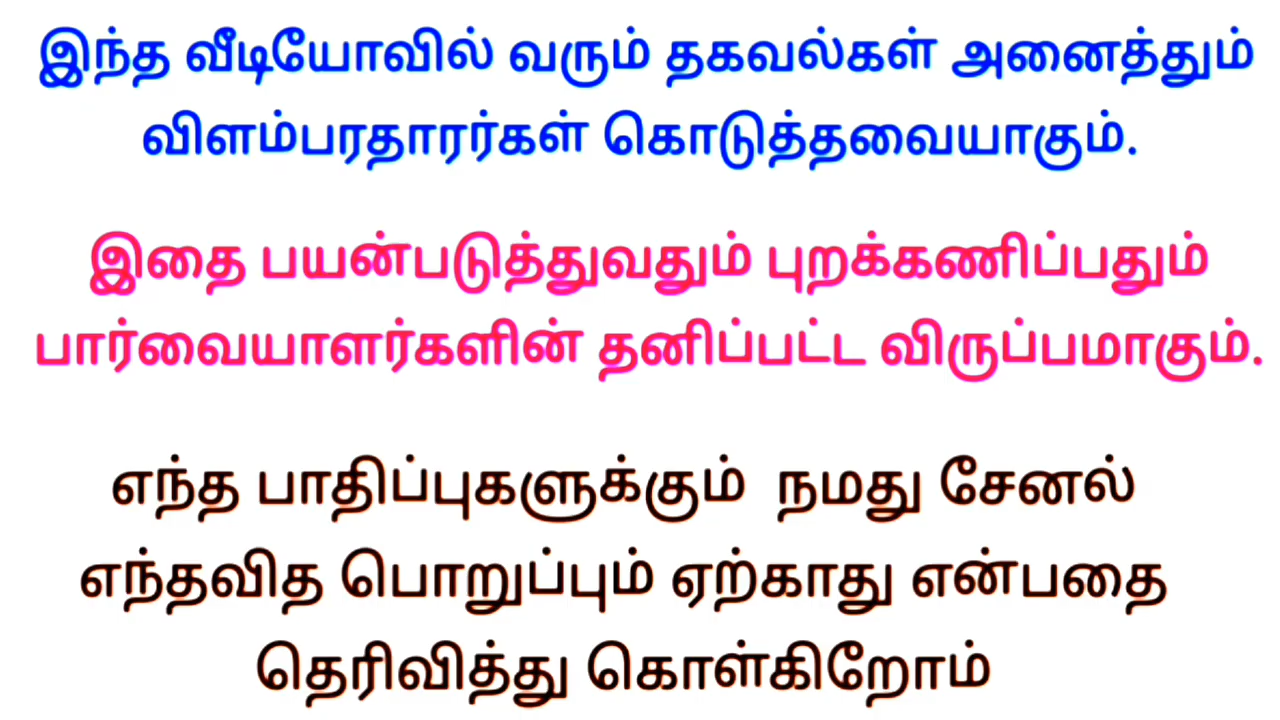 இந்த வீடியோவில் வரும் தகவல்கள் அனைத்தும்
விளம்பரதாரர்கள் கொடுத்தவையாகும்.
இதை பயன்படுத்துவதும் புறக்கணிப்பதும்
பார்வையாளர்களின் தனிப்பட்ட விருப்பமாகும்.
எந்த பாதிப்புகளுக்கும் நமது சேனல்
எந்தவித பொறுப்பும் ஏற்காது என்பதை
தெரிவித்து கொள்கிறோம்